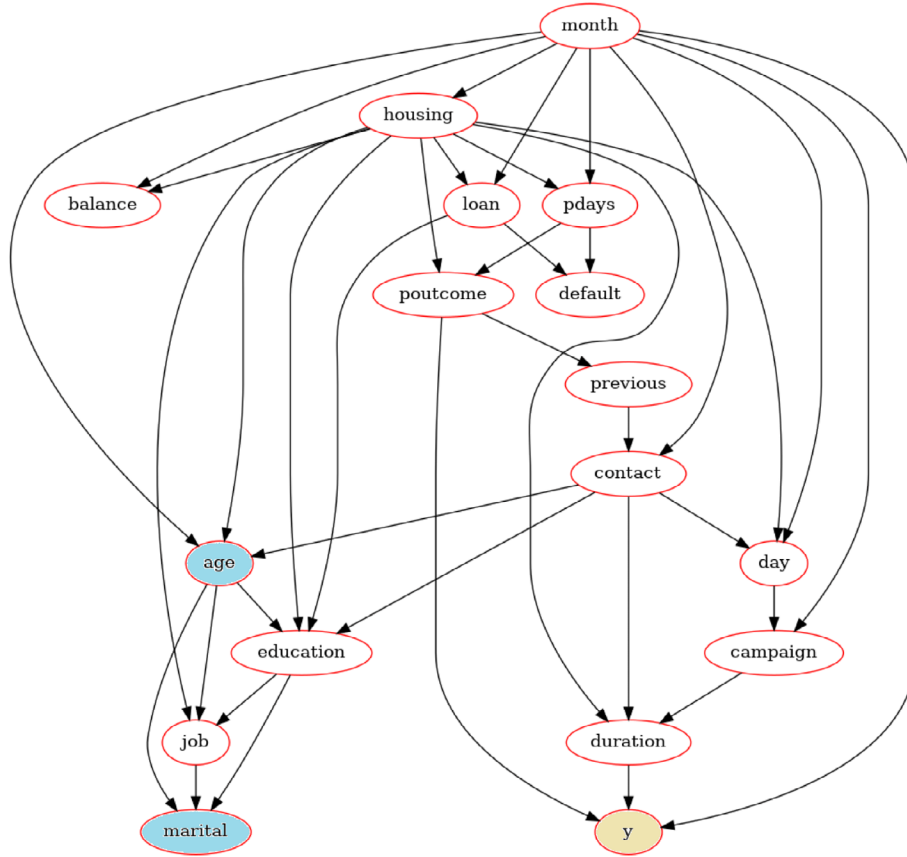 month
housing
balance
loan
pdays
poutcome
default
previous
contact
age
day
education
campaign
job
duration
marital
y